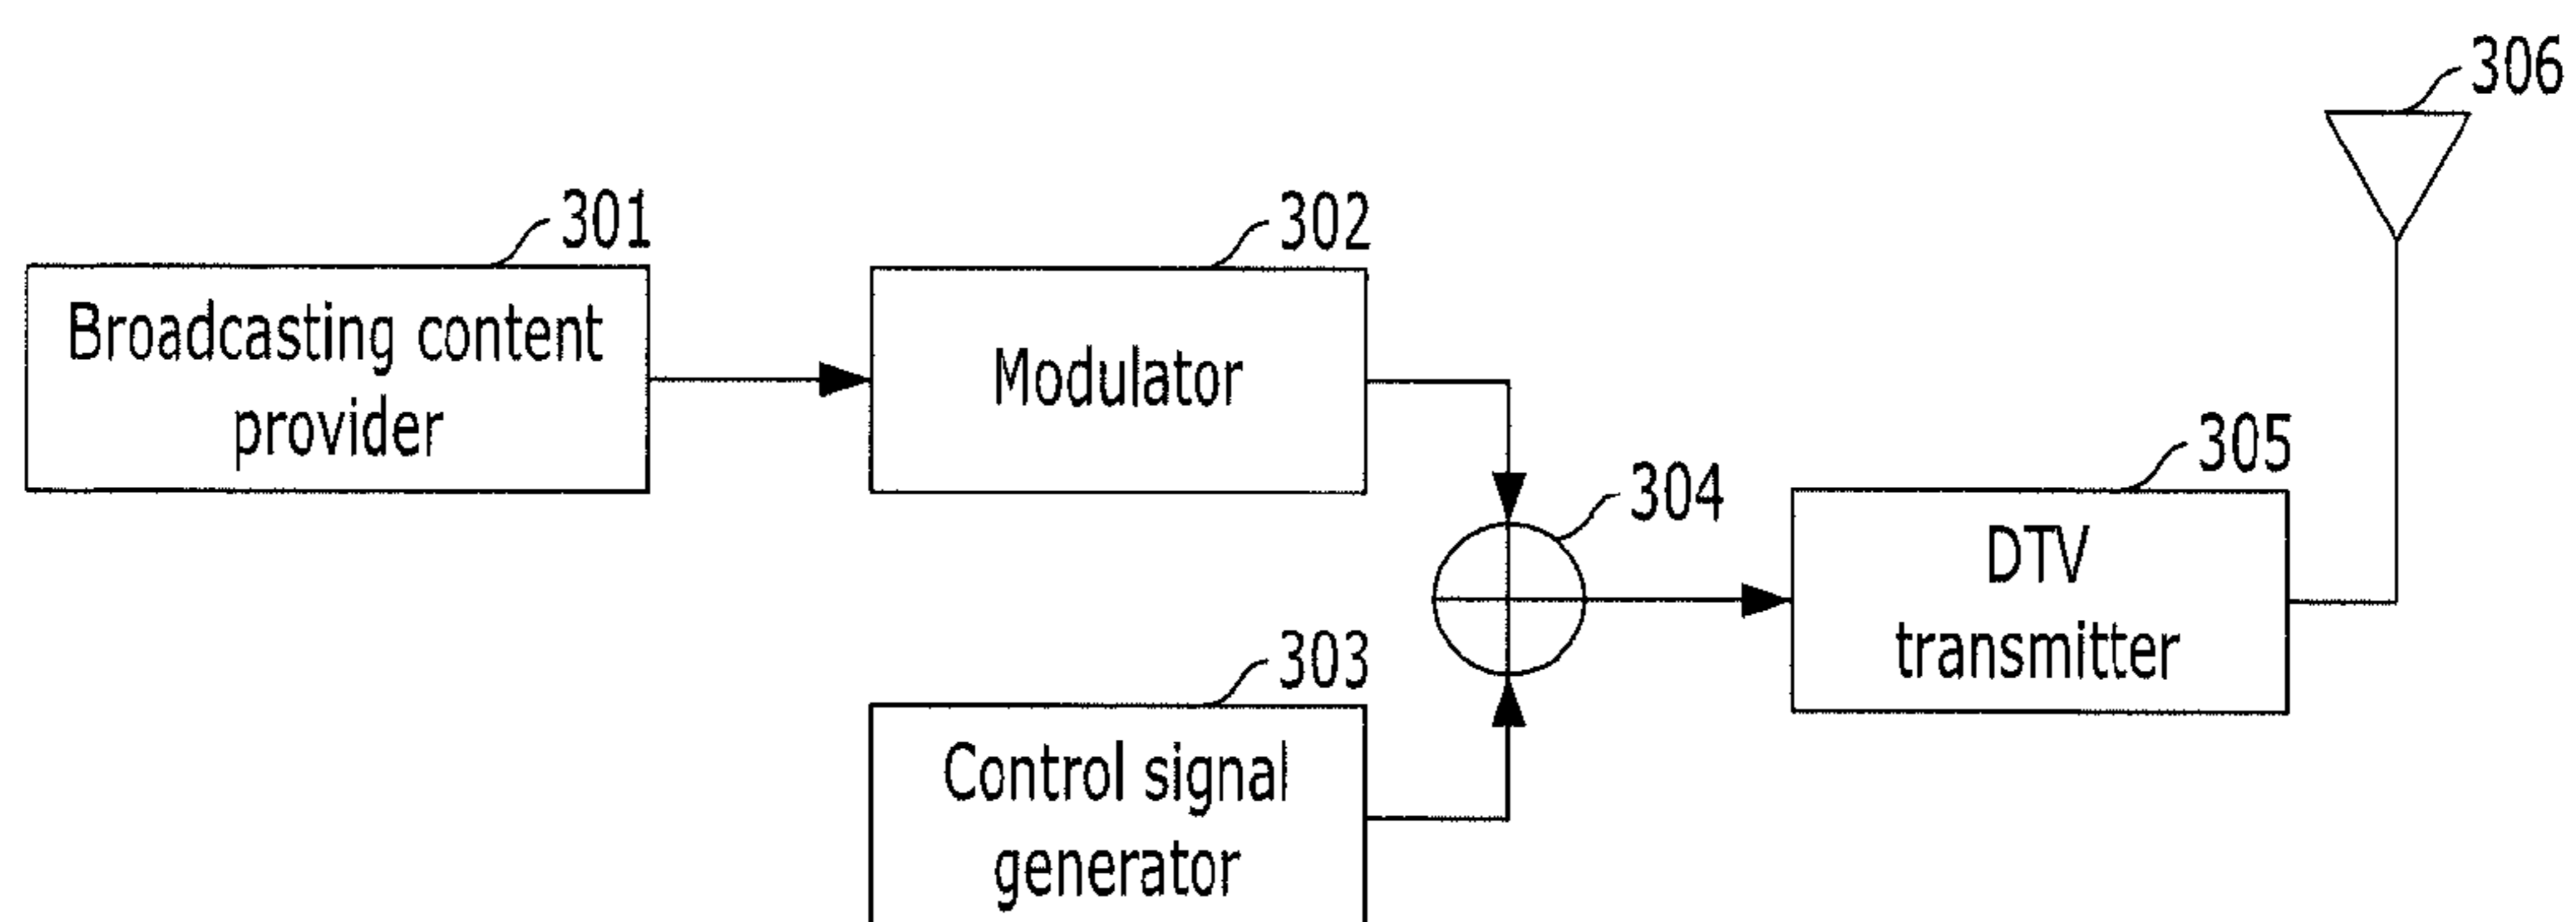 306
301
302
Broadcasting content
provider
Modulator
304
305
DTV
transmitter
303
Control signal
generator